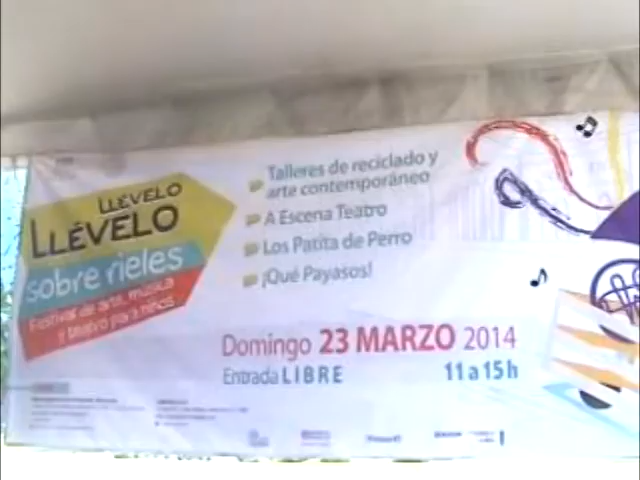 LLÉVELO
LLÉVELO
sobre rieles
Festival de arte, música
y teatro para niños
Talleres de reciclado y
arte contemporáneo
A Escena Teatro
Los Patita de Perro
¡Qué Payasos!
Domingo 23 MARZO 2014
Entrada LIBRE
11 a 15 h